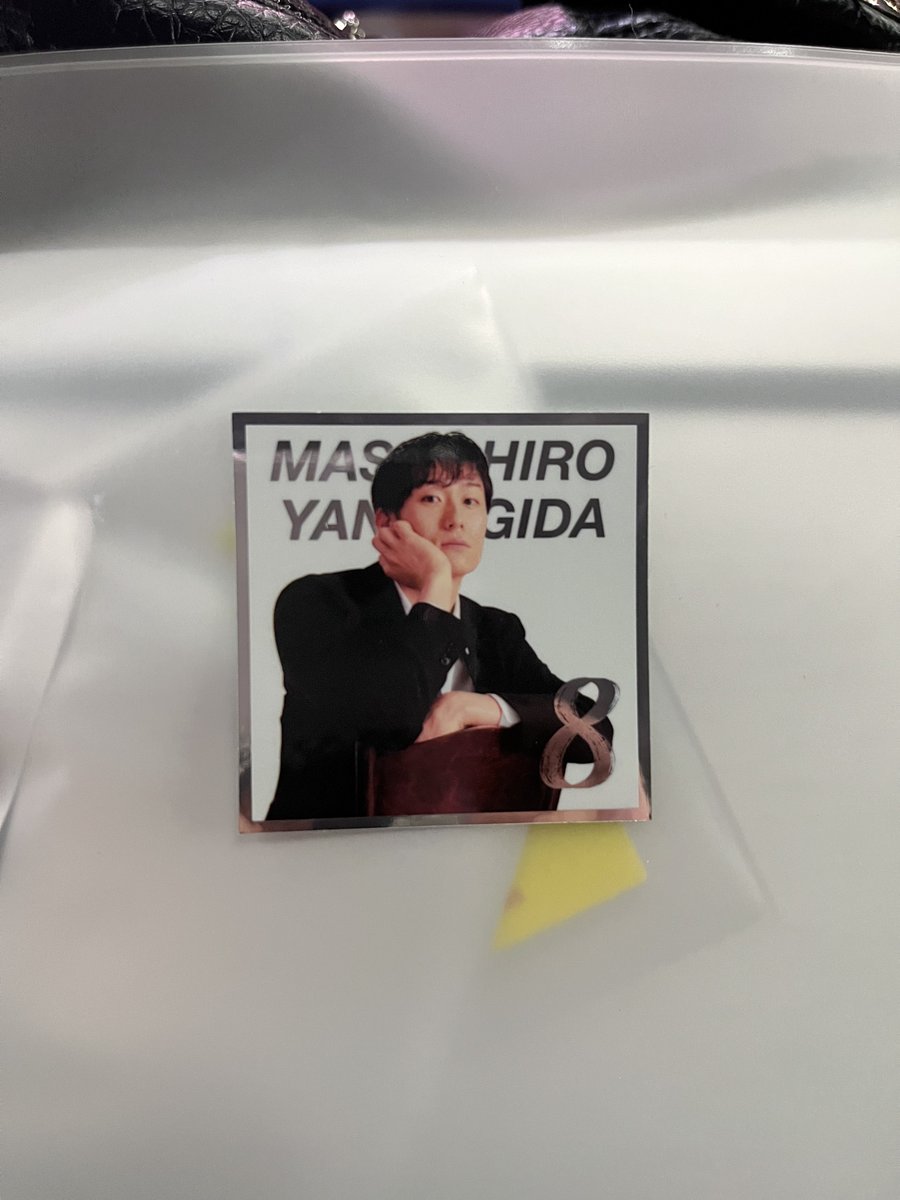 MAS HIRO
YAN GIDA
8